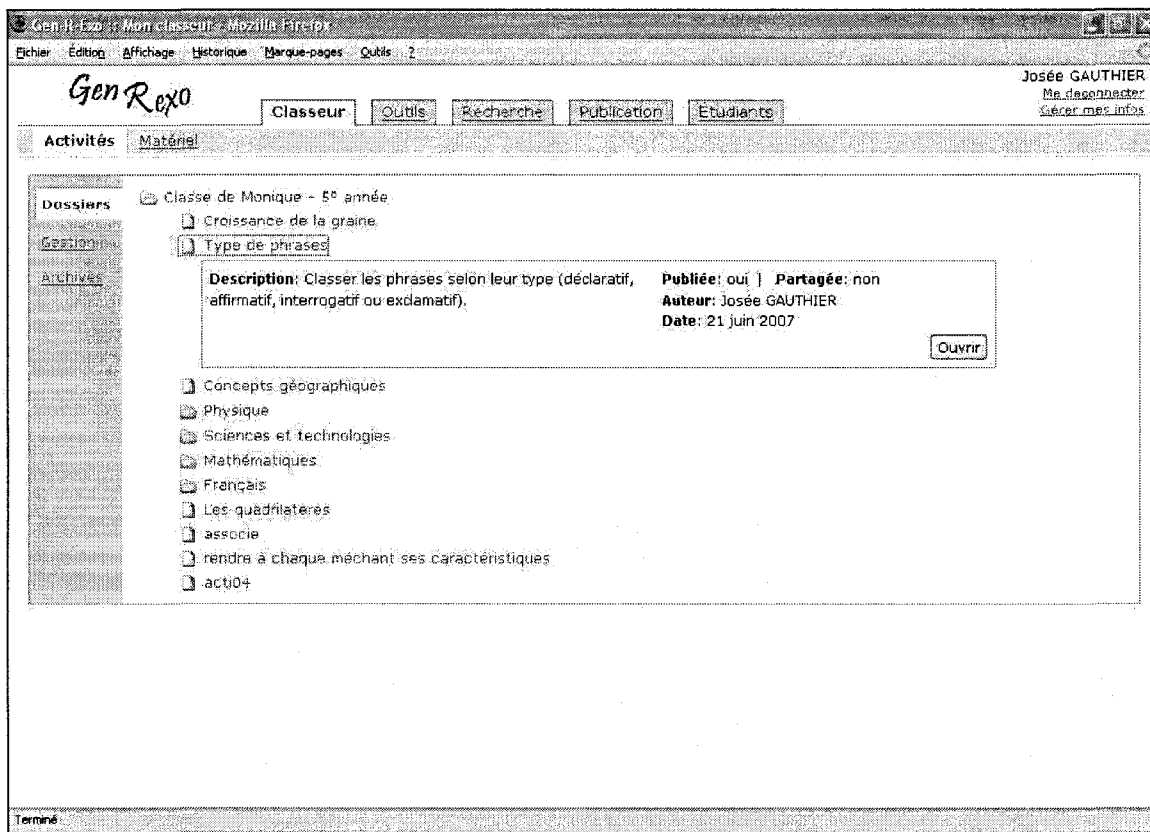 Gen-R-Exo :: Mon classeur - Mozilla Firefox
Fichier Édition Affichage Historique Marque-pages Outils ?
Josée GAUTHIER
Me deconnecter
Gérer mes infos
Gen R exo
Classeur Outils Recherche Publication Étudiants
Activités Matériel
Dossiers
Gestion
Archives
Classe de Monique - 5e année
Croissance de la graine
Type de phrases
Description: Classer les phrases selon leur type (déclaratif, affirmatif, interrogatif ou exclamatif).
Publiée: oui | Partagée: non
Auteur: Josée GAUTHIER
Date: 21 juin 2007
Ouvrir
Concepts géographiques
Physique
Sciences et technologies
Mathématiques
Français
Les quadrilatères
associe
rendre à chaque méchant ses caractéristiques
acti04
Terminé